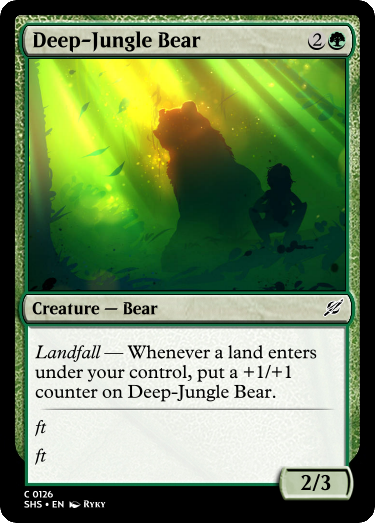 Deep-Jungle Bear 2
Creature — Bear
Landfall — Whenever a land enters
under your control, put a +1/+1
counter on Deep-Jungle Bear.
ft
ft
2/3
C 0126
SHS • EN Ryky